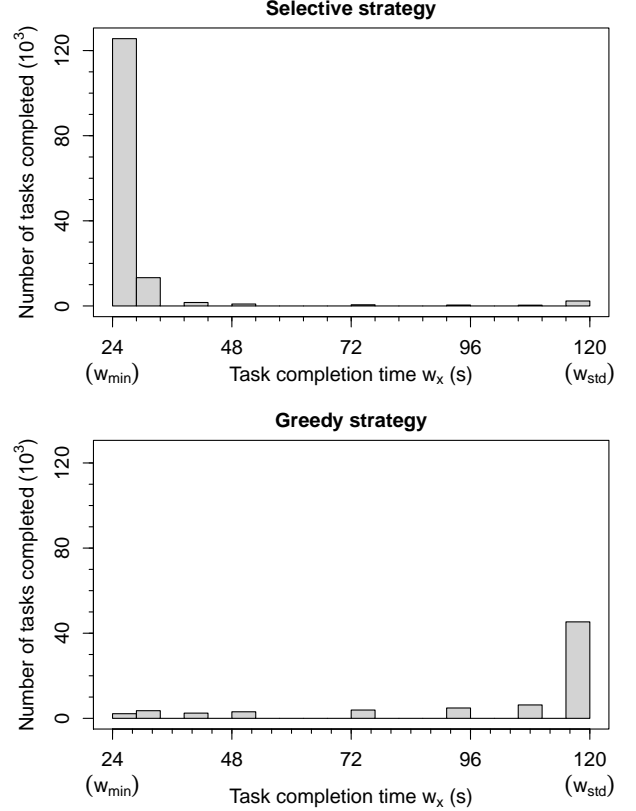 Selective strategy
Number of tasks completed (10³)
120
80
40
0
24 48 72 96 120
(w_min) Task completion time w_x (s) (w_std)
Greedy strategy
Number of tasks completed (10³)
120
80
40
0
24 48 72 96 120
(w_min) Task completion time w_x (s) (w_std)